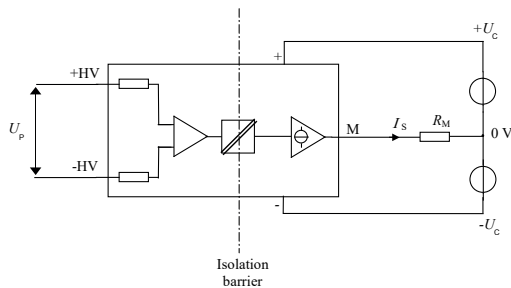 +U_C
+
+HV
U_P
I_S
R_M
M
0 V
-HV
-
-U_C
Isolation
barrier